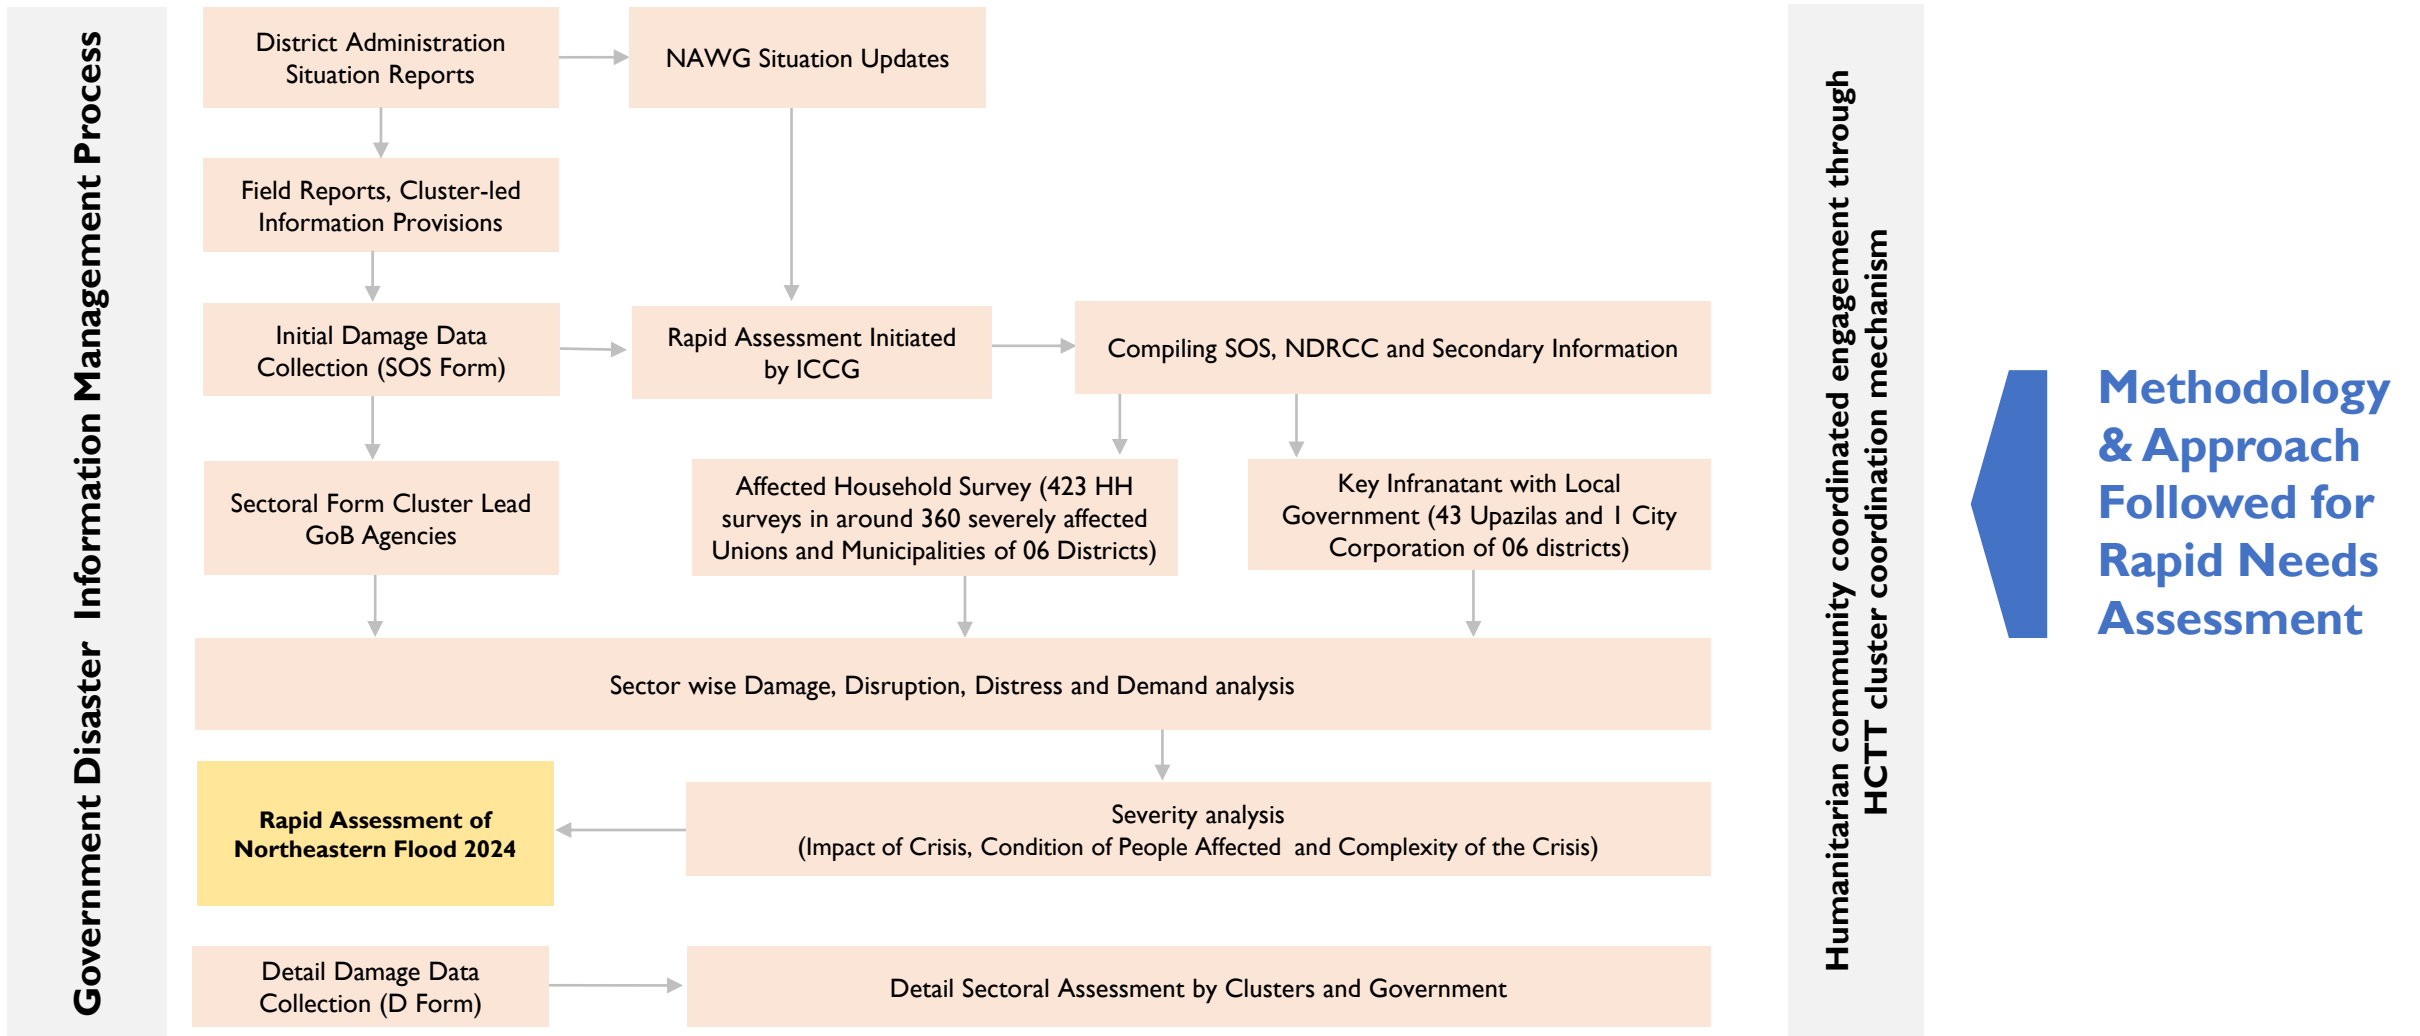 Government Disaster Information Management Process
District Administration
Situation Reports
NAWG Situation Updates
Field Reports, Cluster-led
Information Provisions
Initial Damage Data
Collection (SOS Form)
Rapid Assessment Initiated
by ICCG
Compiling SOS, NDRCC and Secondary Information
Sectoral Form Cluster Lead
GoB Agencies
Affected Household Survey (423 HH
surveys in around 360 severely affected
Unions and Municipalities of 06 Districts)
Key Infranatant with Local
Government (43 Upazilas and 1 City
Corporation of 06 districts)
Sector wise Damage, Disruption, Distress and Demand analysis
Rapid Assessment of
Northeastern Flood 2024
Severity analysis
(Impact of Crisis, Condition of People Affected and Complexity of the Crisis)
Detail Damage Data
Collection (D Form)
Detail Sectoral Assessment by Clusters and Government
Humanitarian community coordinated engagement through
HCTT cluster coordination mechanism
Methodology
& Approach
Followed for
Rapid Needs
Assessment